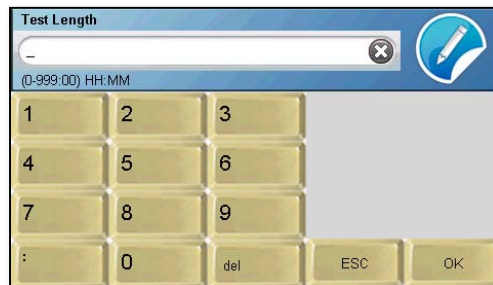 Test Length
_
(0-999:00) HH:MM
1 2 3
4 5 6
7 8 9
: 0 del ESC OK